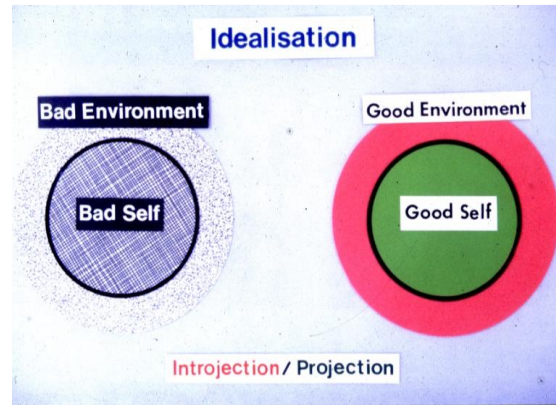 Idealisation
Bad Environment
Good Environment
Bad Self
Good Self
Introjection / Projection